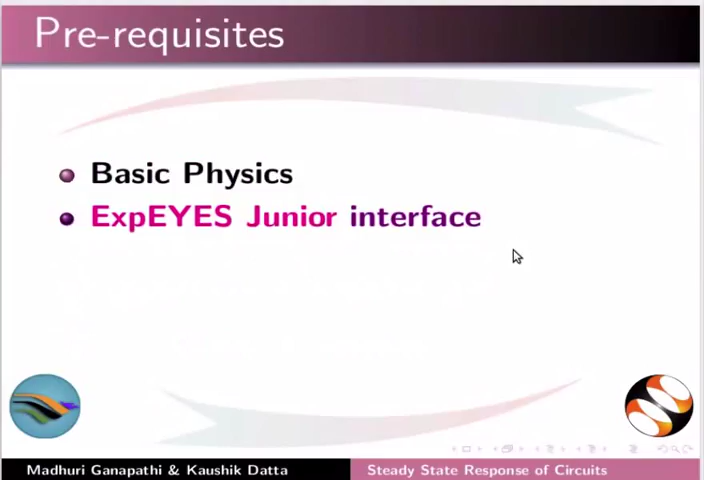 Pre-requisites
Basic Physics
ExpEYES Junior interface
Madhuri Ganapathi & Kaushik Datta
Steady State Response of Circuits